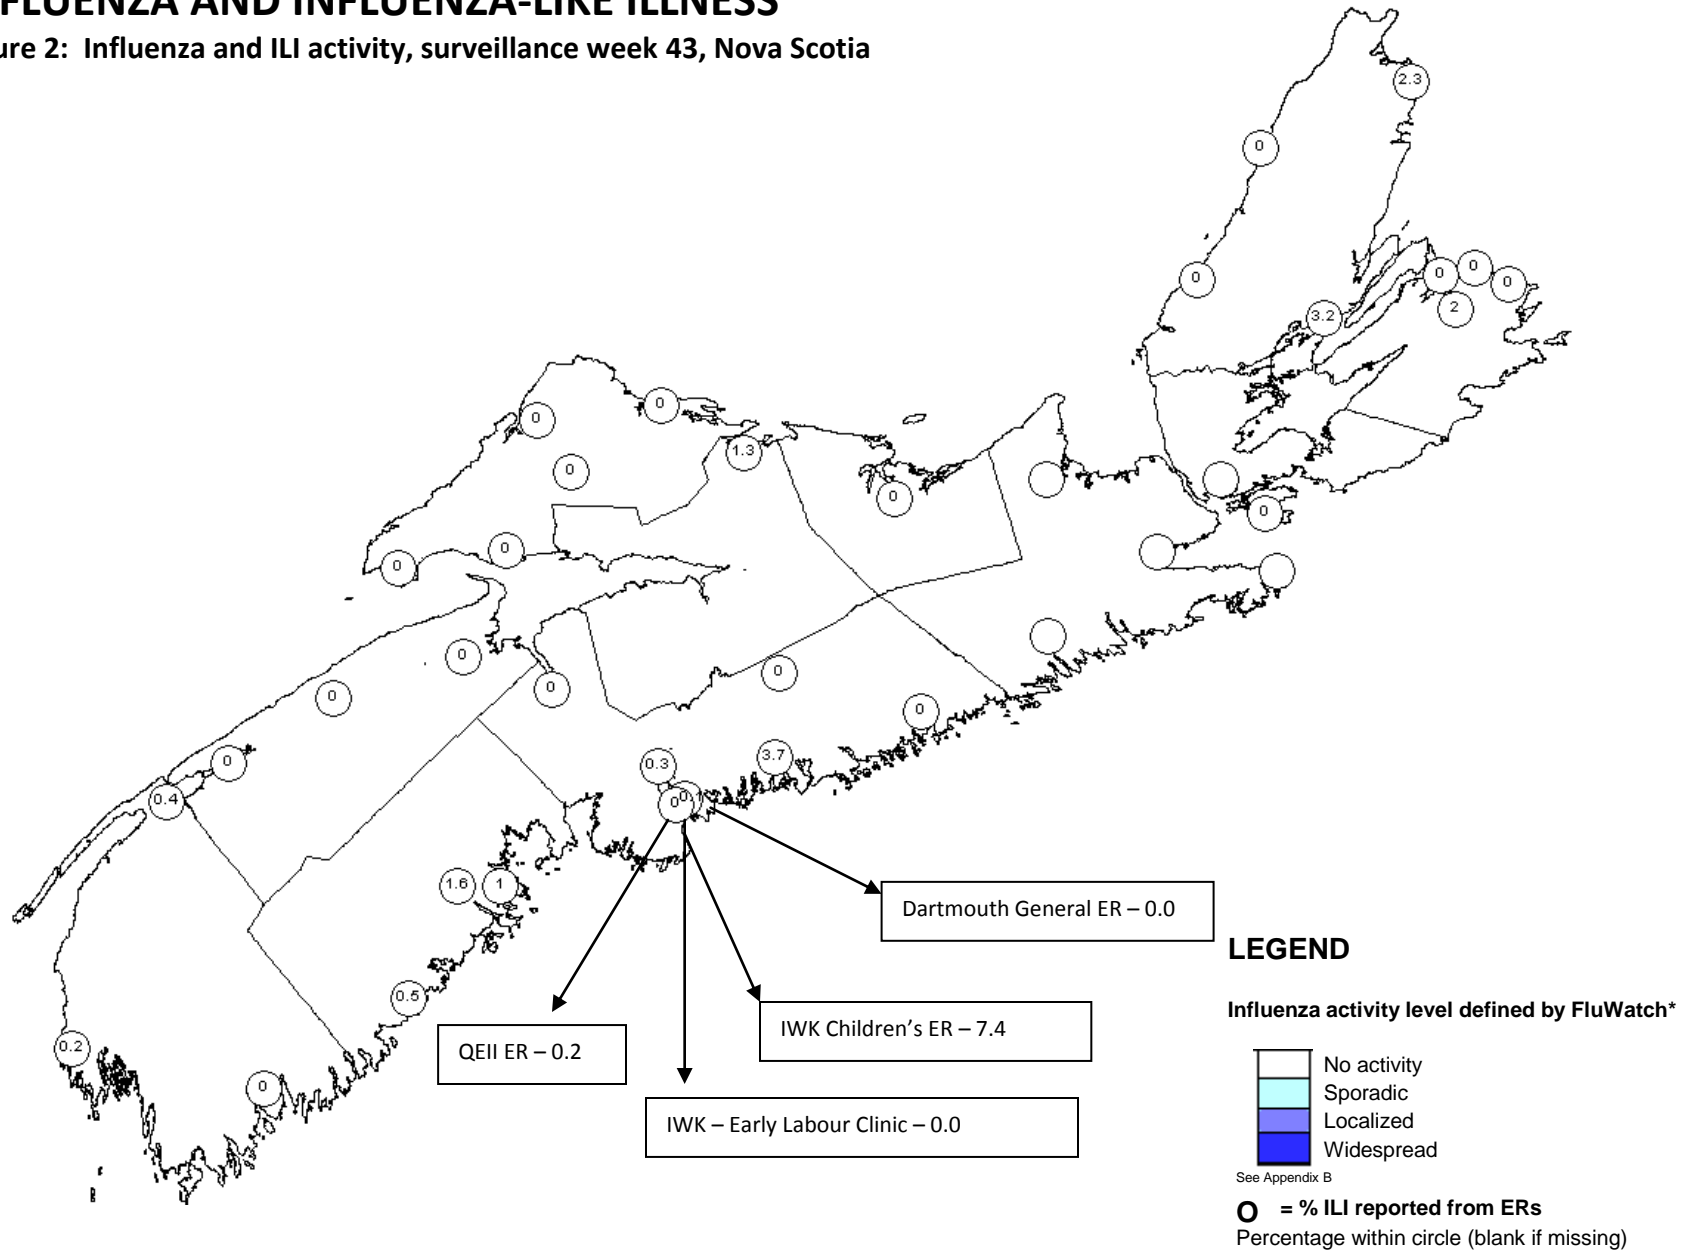 FLUENZA AND INFLUENZA-LIKE ILLNESS
ure 2: Influenza and ILI activity, surveillance week 43, Nova Scotia
2.3
0
0
0
0
0
2
3.2
0
0
1.3
0
0
0
0
0
0
0
0
0
0
0
0.3
3.7
0
0
0.4
1.6
1
0.5
0.2
0
Dartmouth General ER – 0.0
IWK Children's ER – 7.4
QEII ER – 0.2
IWK – Early Labour Clinic – 0.0
LEGEND
Influenza activity level defined by FluWatch*
No activity
Sporadic
Localized
Widespread
See Appendix B
O = % ILI reported from ERs
Percentage within circle (blank if missing)